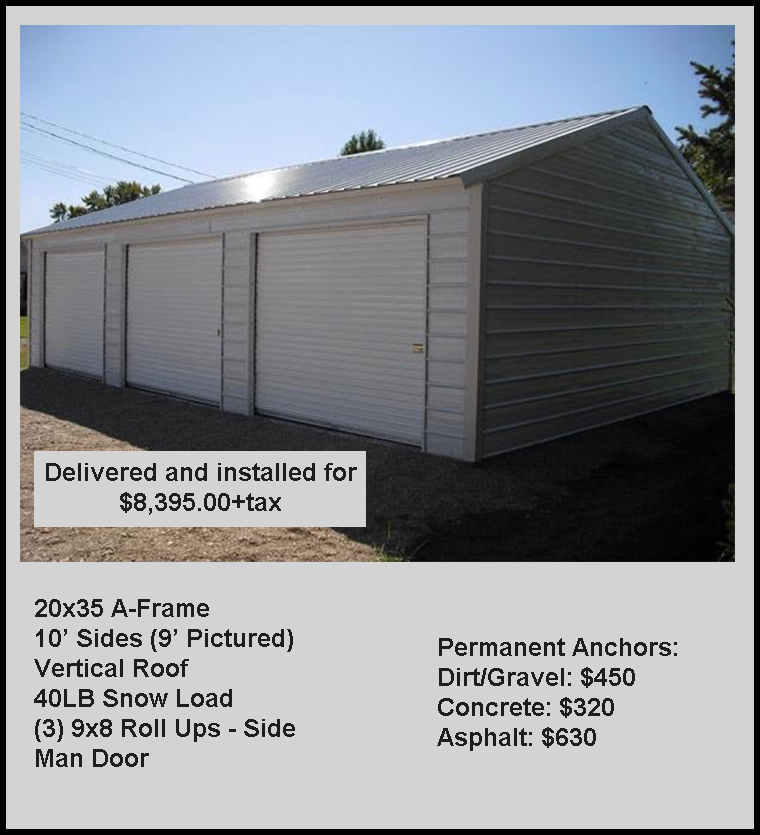 Delivered and installed for
$8,395.00+tax
20x35 A-Frame
10’ Sides (9’ Pictured)
Vertical Roof
40LB Snow Load
(3) 9x8 Roll Ups - Side
Man Door
Permanent Anchors:
Dirt/Gravel: $450
Concrete: $320
Asphalt: $630